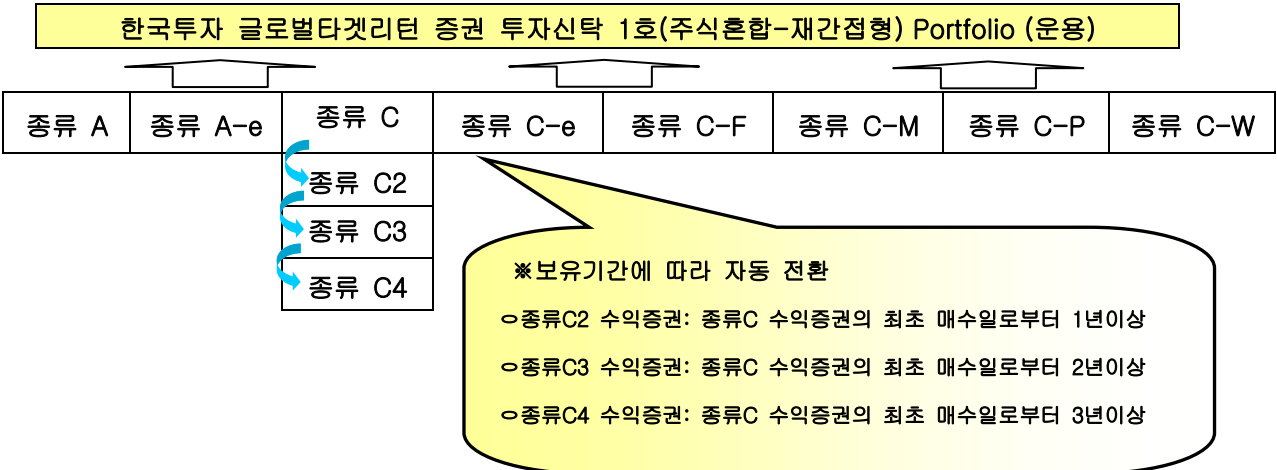 한국투자 글로벌타겟리턴 증권 투자신탁 1호(주식혼합-재간접형) Portfolio (운용)
종류 A
종류 A-e
종류 C
종류 C-e
종류 C-F
종류 C-M
종류 C-P
종류 C-W
종류 C2
종류 C3
종류 C4
※보유기간에 따라 자동 전환
ㅇ종류C2 수익증권: 종류C 수익증권의 최초 매수일로부터 1년이상
ㅇ종류C3 수익증권: 종류C 수익증권의 최초 매수일로부터 2년이상
ㅇ종류C4 수익증권: 종류C 수익증권의 최초 매수일로부터 3년이상